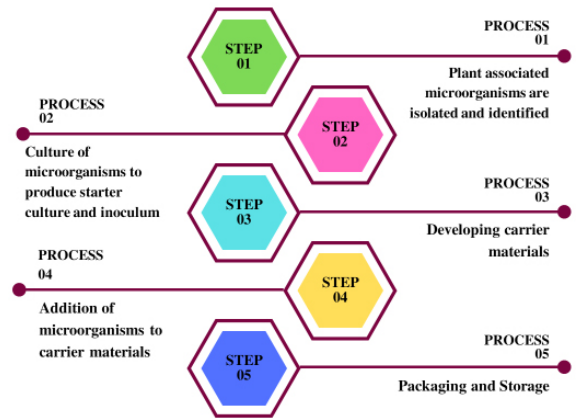 STEP
01
PROCESS
01
Plant associated
microorganisms are
isolated and identified
STEP
02
PROCESS
02
Culture of
microorganisms to
produce starter
culture and inoculum
STEP
03
PROCESS
03
Developing carrier
materials
STEP
04
PROCESS
04
Addition of
microorganisms to
carrier materials
STEP
05
PROCESS
05
Packaging and Storage